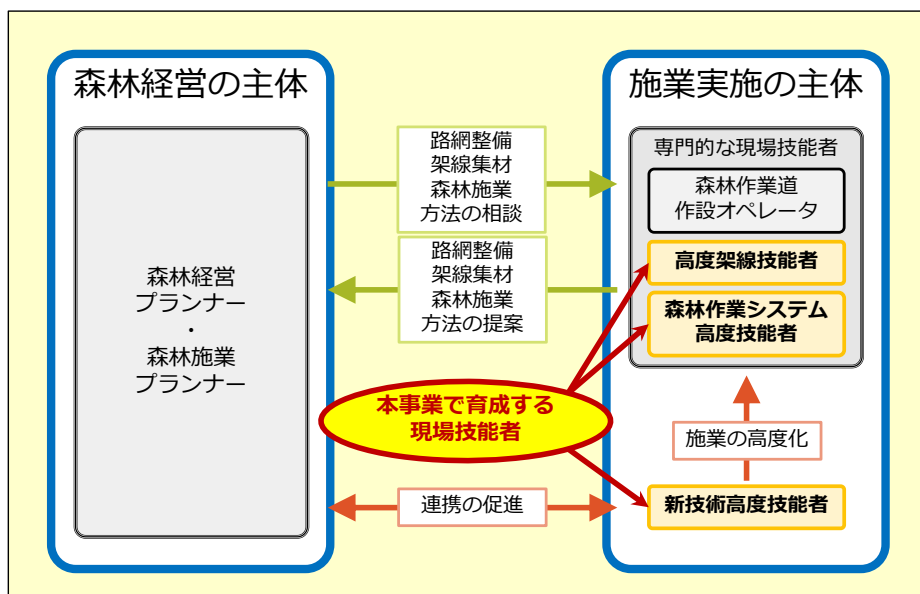 森林経営の主体
森林経営
プランナー
・
森林施業
プランナー
路網整備
架線集材
森林施業
方法の相談
路網整備
架線集材
森林施業
方法の提案
本事業で育成する
現場技能者
連携の促進
施業実施の主体
専門的な現場技能者
森林作業道
作設オペレータ
高度架線技能者
森林作業システム
高度技能者
施業の高度化
新技術高度技能者